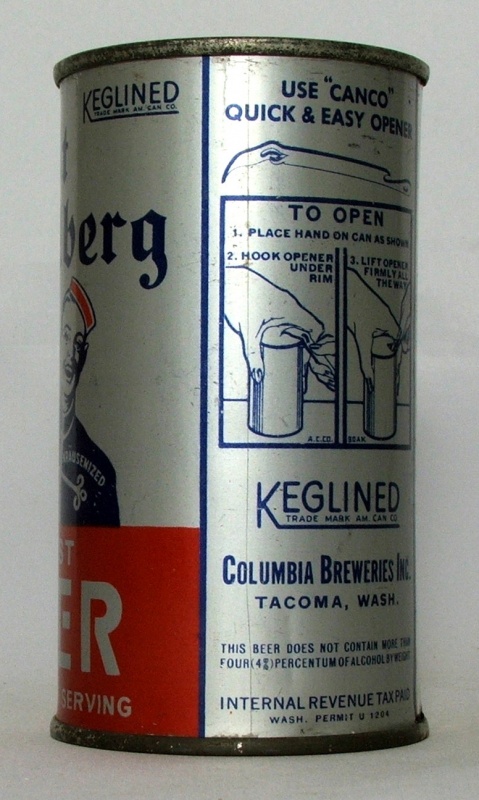 KEGLINED
TRADE MARK AM. CAN CO.
t
berg
KRAUSENIZED
ST
ER
SERVING
USE "CANCO"
QUICK & EASY OPENER
TO OPEN
1. PLACE HAND ON CAN AS SHOWN
2. HOOK OPENER
UNDER
RIM
3. LIFT OPENER
FIRMLY ALL
THE WAY
A.C.CO.
50AK
KEGLINED
TRADE MARK AM. CAN CO
COLUMBIA BREWERIES INC.
TACOMA, WASH.
THIS BEER DOES NOT CONTAIN MORE THAN
FOUR (4%) PERCENTUM OF ALCOHOL BY WEIGHT
INTERNAL REVENUE TAX PAID
WASH. PERMIT U 1204